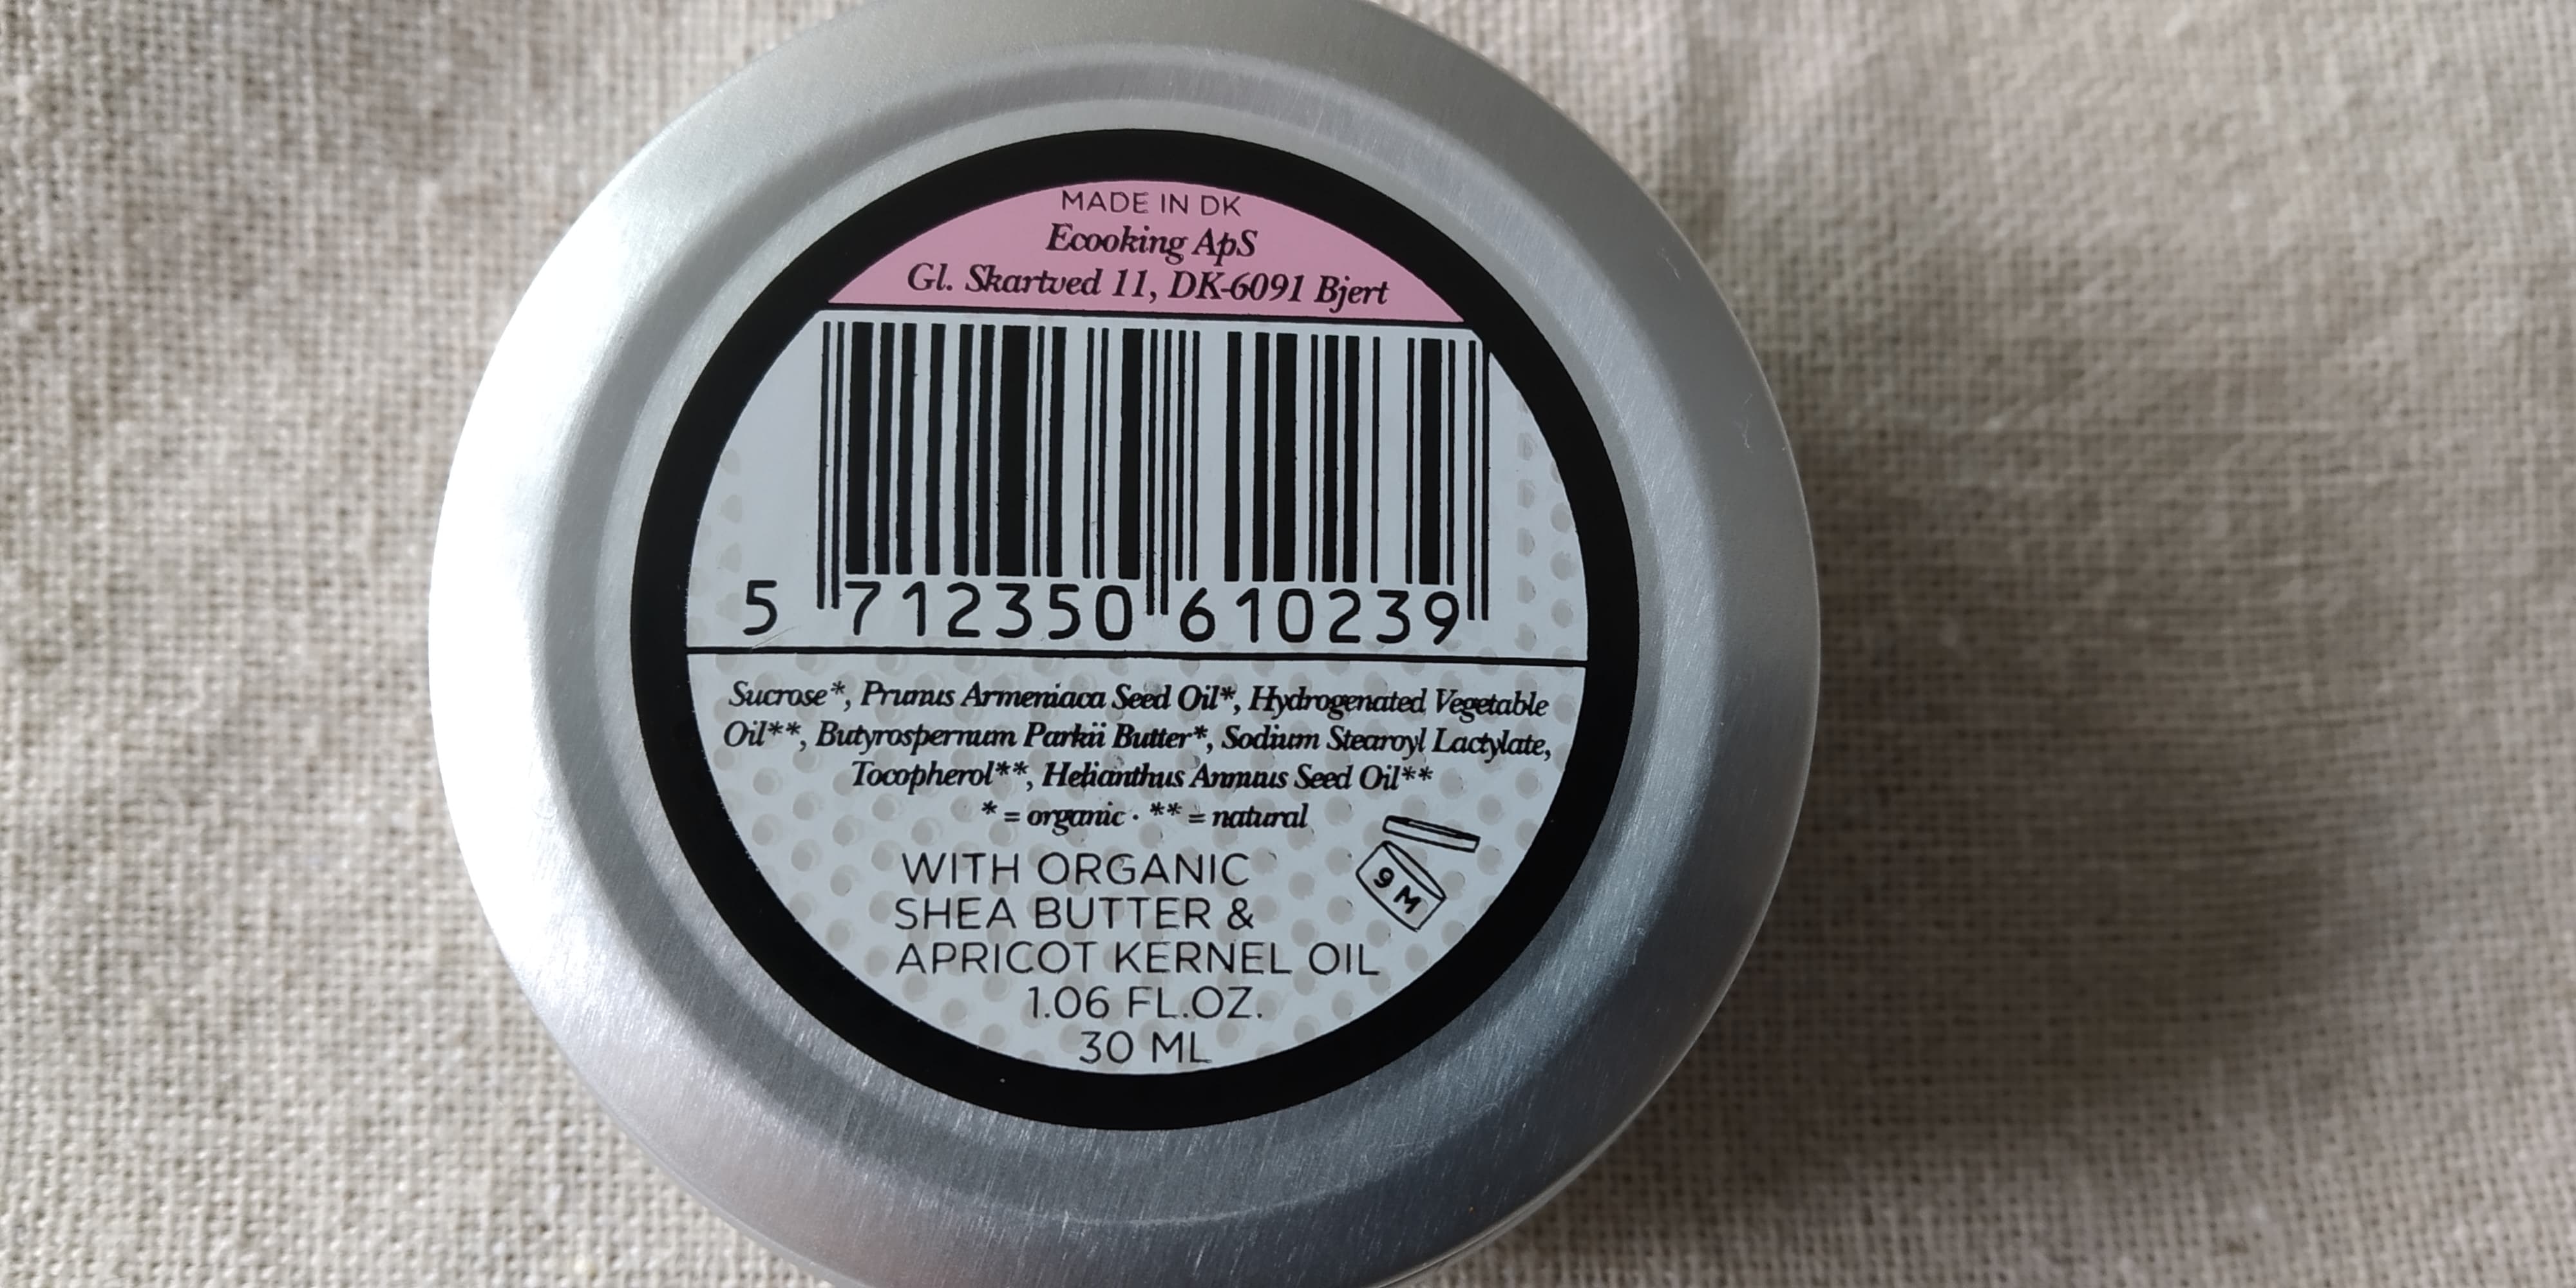 MADE IN DK
Ecooking ApS
Gl. Skartved 11, DK-6091 Bjert
5 712350 610239
Sucrose*, Prunus Armeniaca Seed Oil*, Hydrogenated Vegetable
Oil**, Butyrospernum Parkii Butter*, Sodium Stearoyl Lactylate,
Tocopherol**, Helianthus Annuus Seed Oil**
* = organic · ** = natural
9 M
WITH ORGANIC
SHEA BUTTER &
APRICOT KERNEL OIL
1.06 FL.OZ.
30 ML